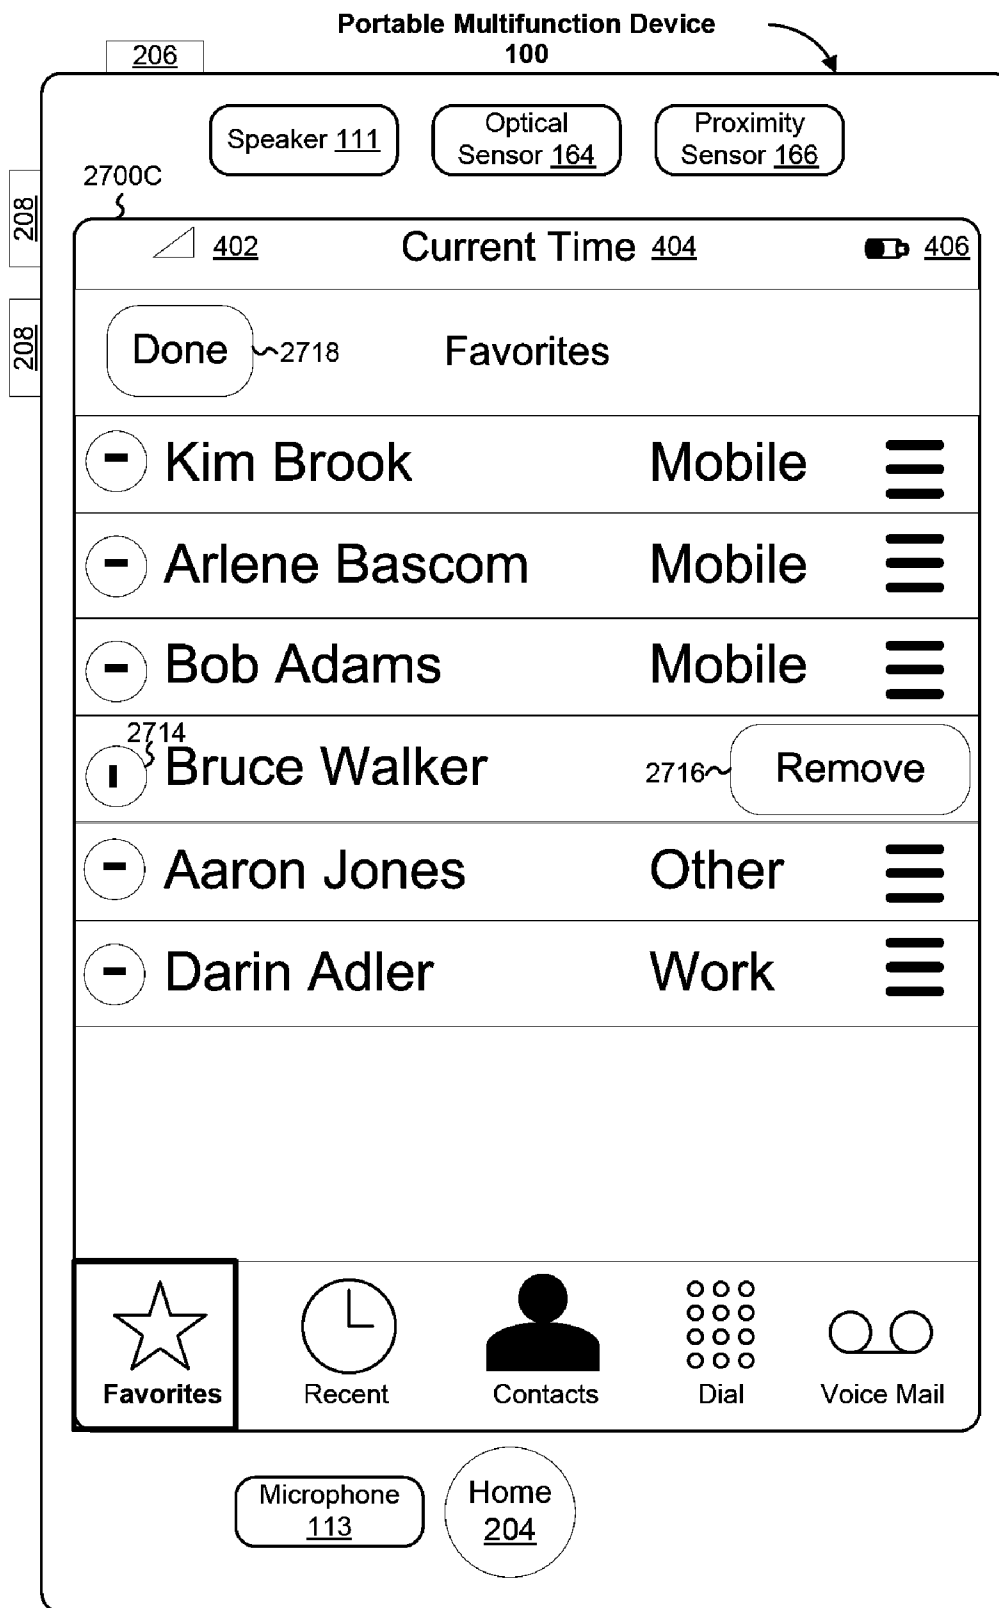 Portable Multifunction Device
100
206
Speaker 111
Optical
Sensor 164
Proximity
Sensor 166
2700C
208
208
402
Current Time 404
406
Done
2718
Favorites
Kim Brook Mobile
Arlene Bascom Mobile
Bob Adams Mobile
2714
Bruce Walker
2716
Remove
Aaron Jones Other
Darin Adler Work
Favorites
Recent
Contacts
Dial
Voice Mail
Microphone
113
Home
204